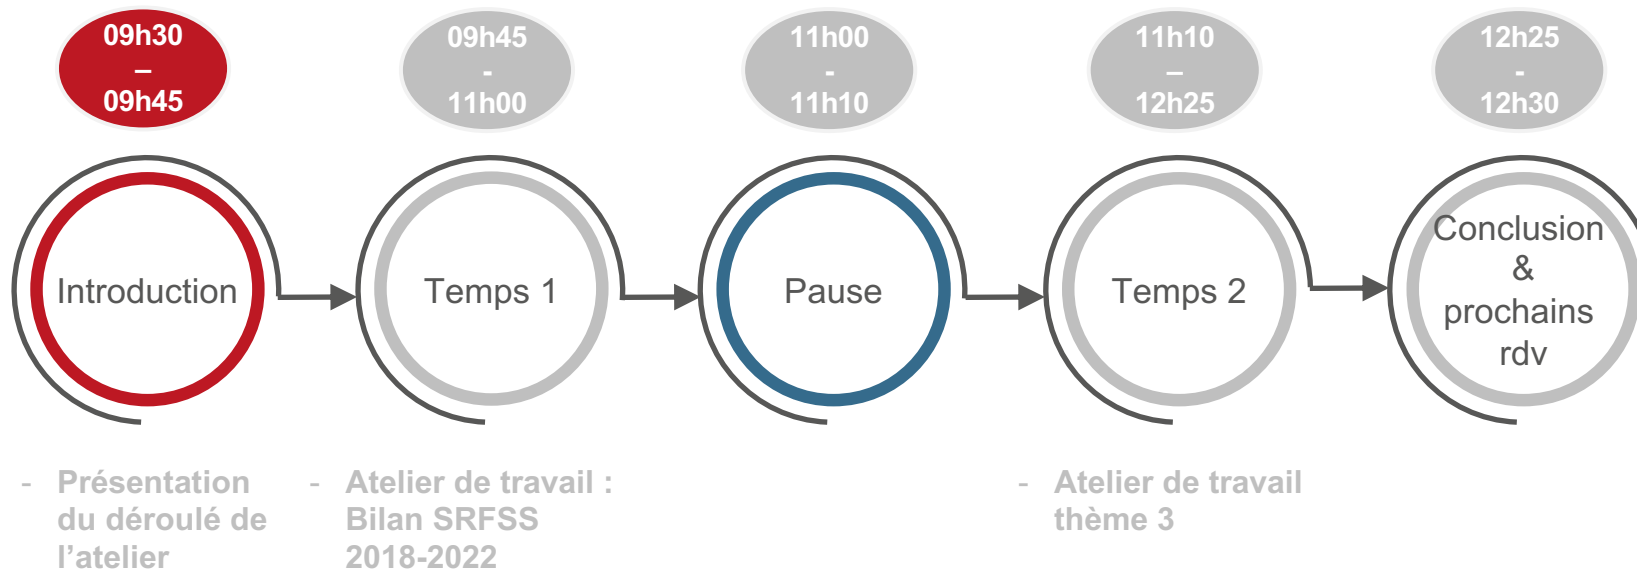 09h30
–
09h45
09h45
-
11h00
11h00
-
11h10
11h10
–
12h25
12h25
-
12h30
Introduction
Temps 1
Pause
Temps 2
Conclusion
&
prochains
rdv
- Présentation
du déroulé de
l’atelier
- Atelier de travail :
Bilan SRFSS
2018-2022
- Atelier de travail
thème 3